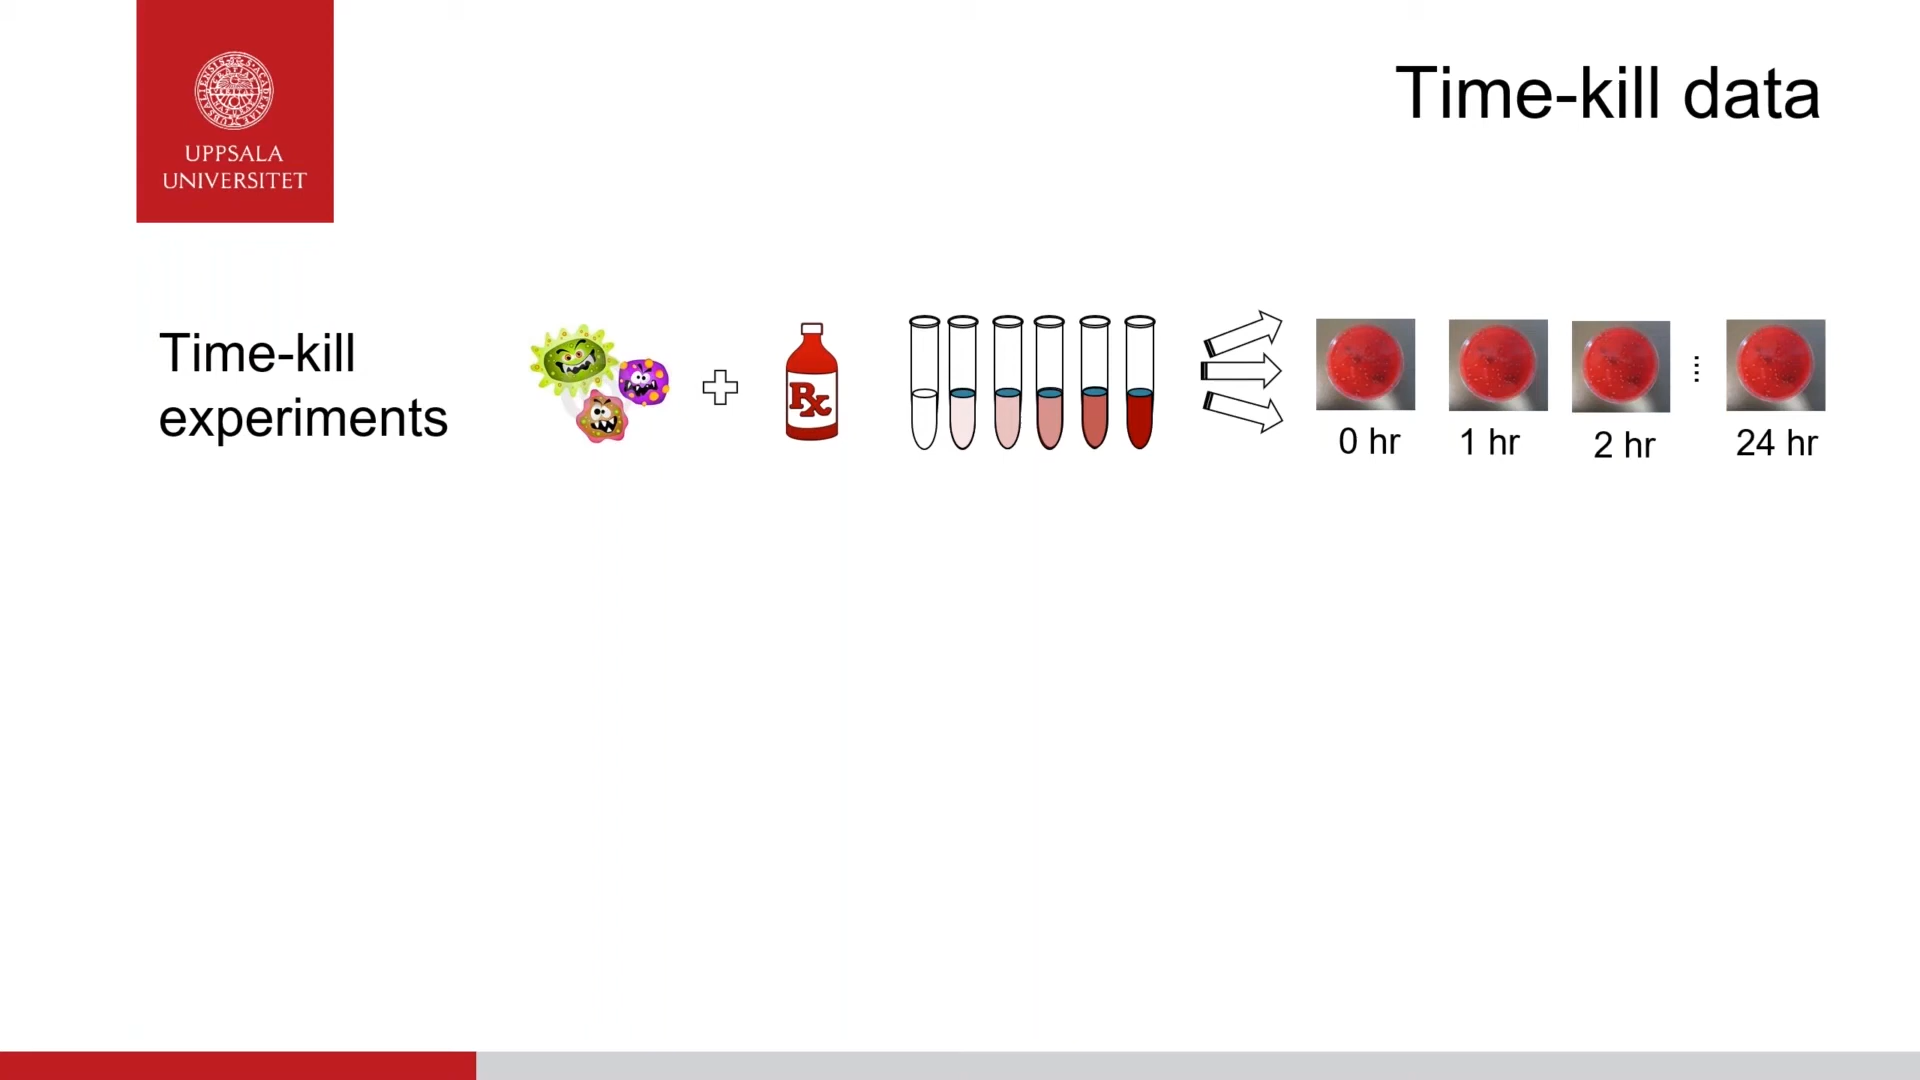 Time-kill data
UPPSALA
UNIVERSITET
Time-kill
experiments
Rx
0 hr
1 hr
2 hr
24 hr